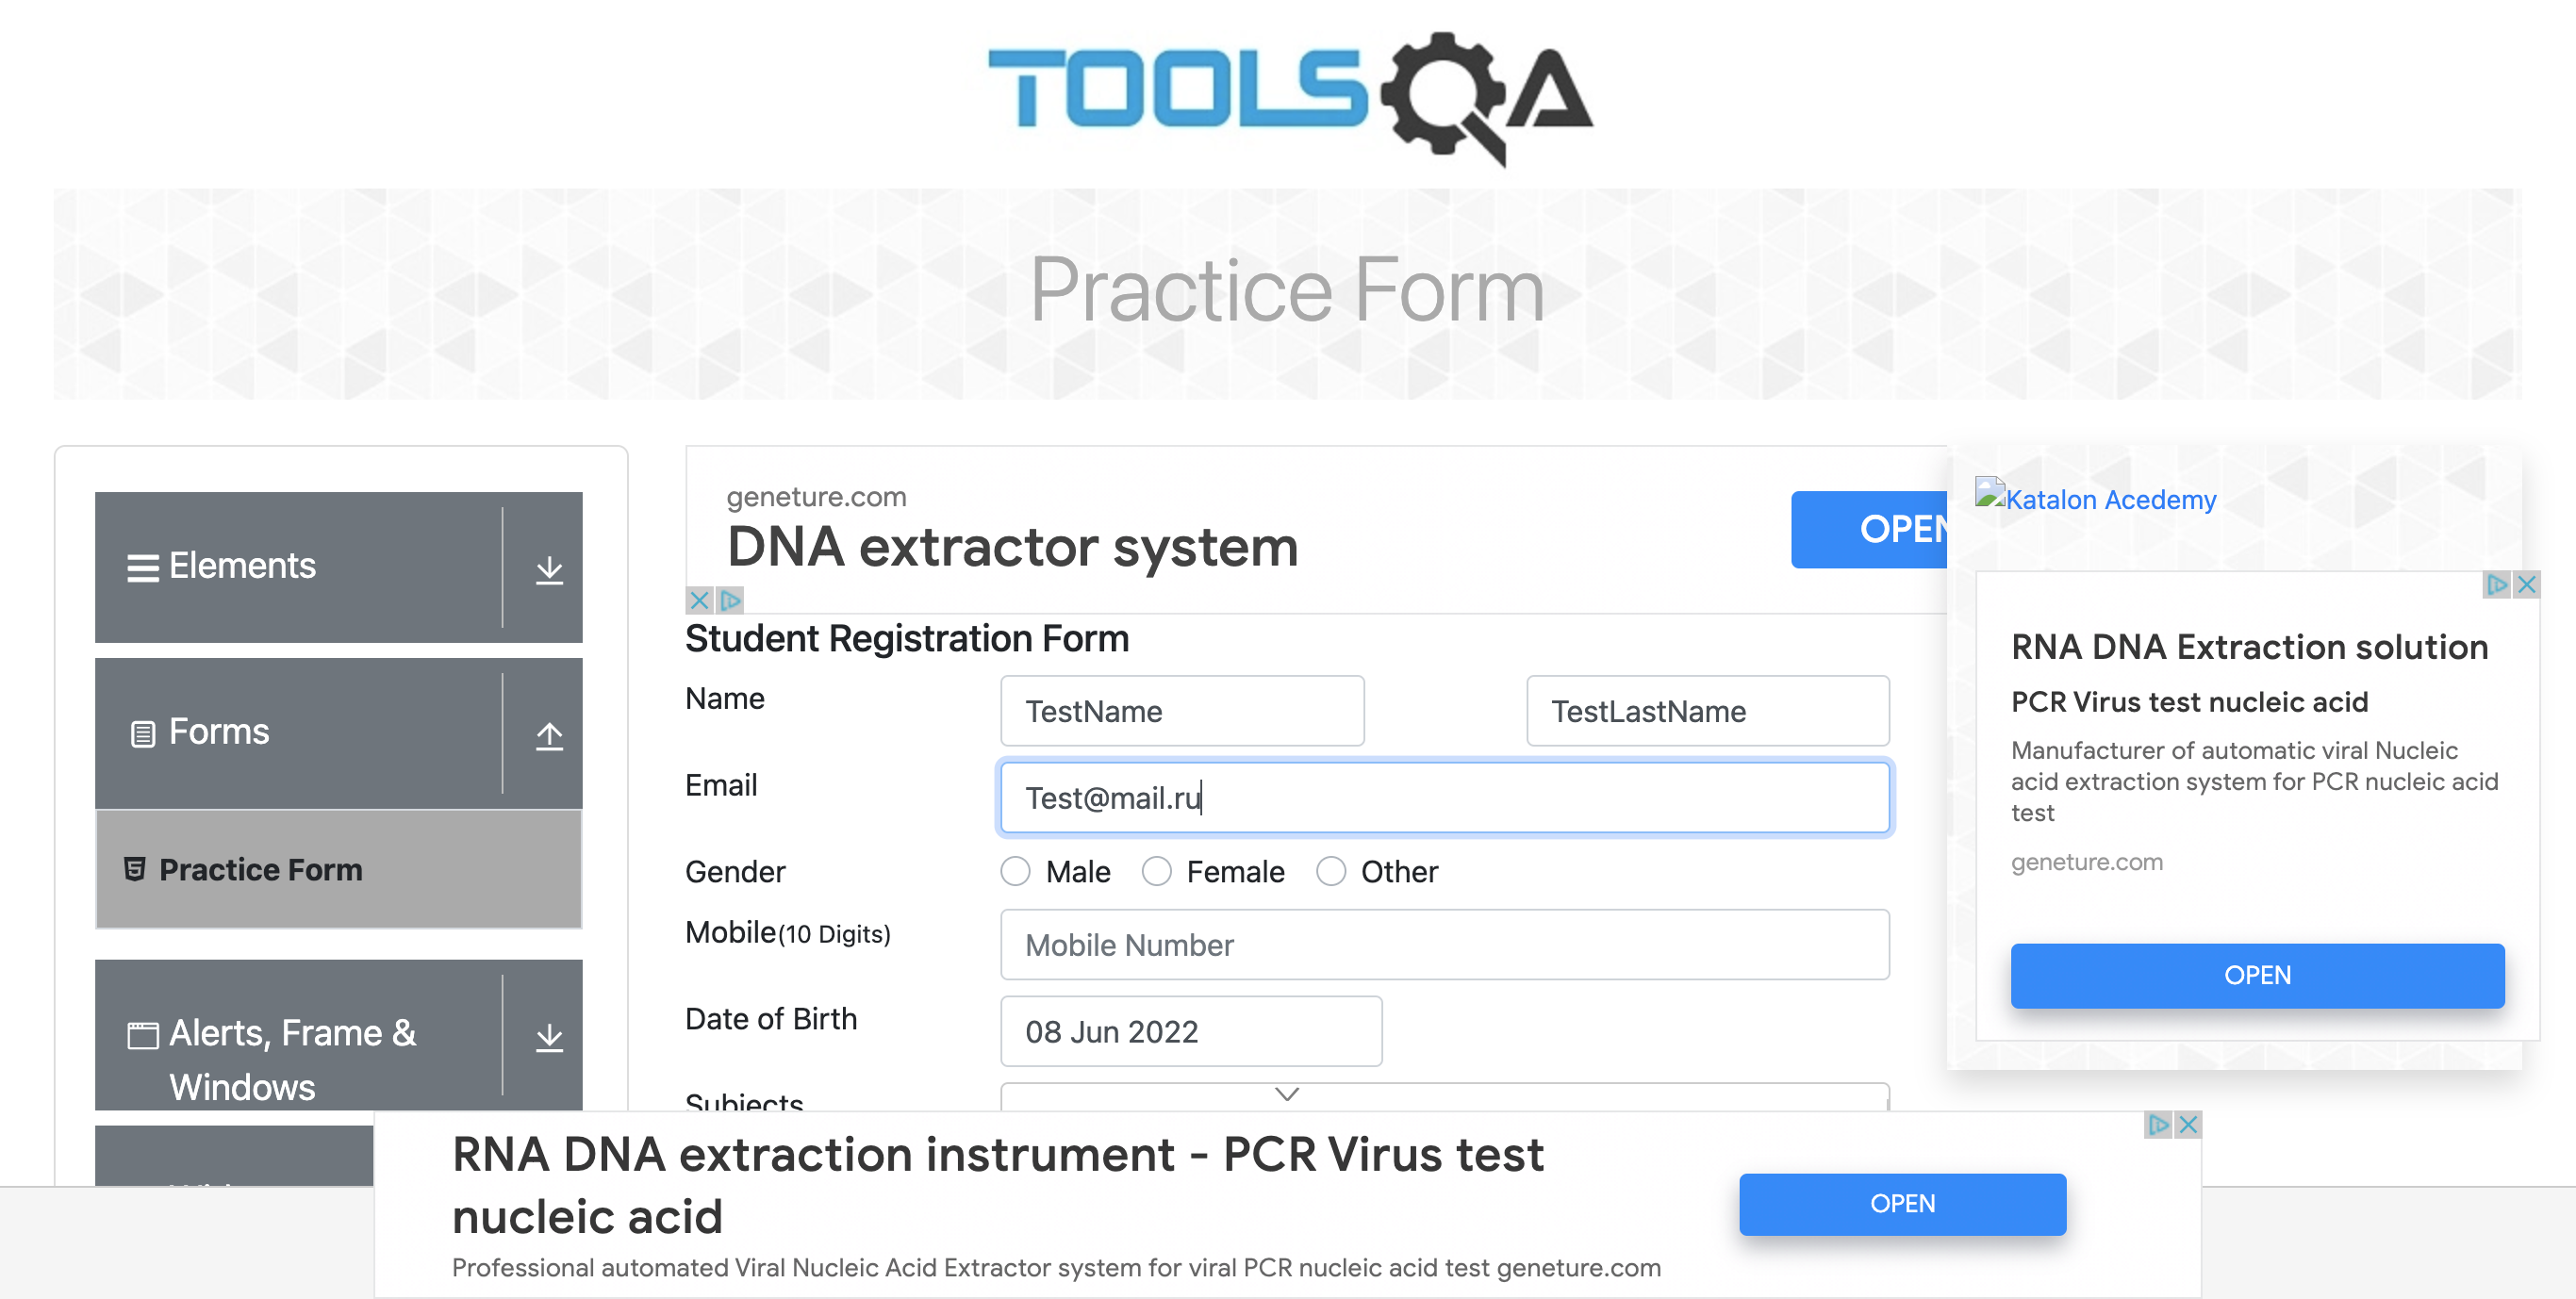 TOOLSQA
Practice Form
Elements
Forms
Practice Form
Alerts, Frame &
Windows
geneture.com
DNA extractor system
OPEN
Student Registration Form
Name
TestName
TestLastName
Email
Test@mail.ru
Gender
Male
Female
Other
Mobile(10 Digits)
Mobile Number
Date of Birth
08 Jun 2022
Subjects
Katalon Acedemy
RNA DNA Extraction solution
PCR Virus test nucleic acid
Manufacturer of automatic viral Nucleic
acid extraction system for PCR nucleic acid
test
geneture.com
OPEN
RNA DNA extraction instrument - PCR Virus test
nucleic acid
Professional automated Viral Nucleic Acid Extractor system for viral PCR nucleic acid test geneture.com
OPEN